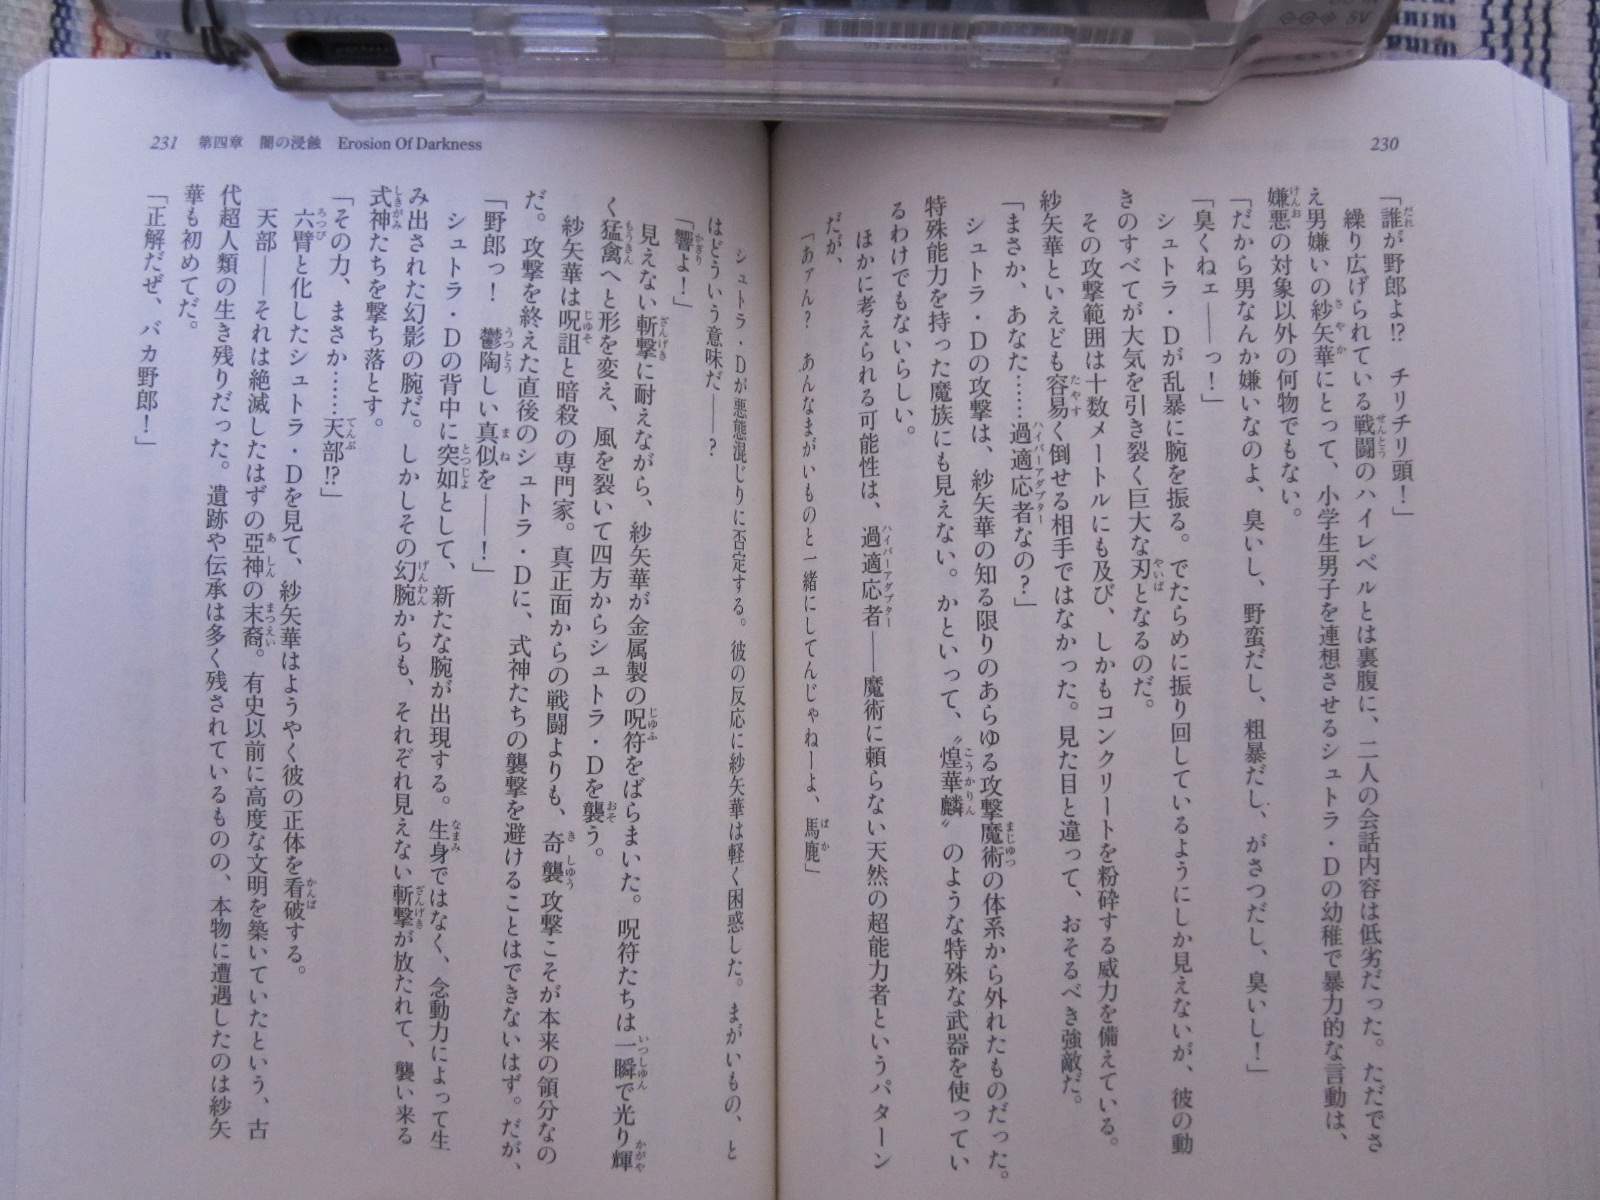 230
「誰が野郎よ!?　チリチリ頭！」
繰り広げられている戦闘のハイレベルとは裏腹に、二人の会話内容は低劣だった。ただでさ
え男嫌いの紗矢華にとって、小学生男子を連想させるシュトラ・Dの幼稚で暴力的な言動は、
嫌悪の対象以外の何物でもない。
「だから男なんか嫌いなのよ、臭いし、野蛮だし、粗暴だし、がさつだし、臭いし！」
「臭くねェ——っ！」
シュトラ・Dが乱暴に腕を振る。でたらめに振り回しているようにしか見えないが、彼の動
きのすべてが大気を引き裂く巨大な刃となるのだ。
その攻撃範囲は十数メートルにも及び、しかもコンクリートを粉砕する威力を備えている。
紗矢華といえども容易く倒せる相手ではなかった。見た目と違って、おそるべき強敵だ。
「まさか、あなた……過適応者なの？」
シュトラ・Dの攻撃は、紗矢華の知る限りのあらゆる攻撃魔術の体系から外れたものだった。
特殊能力を持った魔族にも見えない。かといって、〝煌華麟〟のような特殊な武器を使ってい
るわけでもないらしい。
ほかに考えられる可能性は、過適応者——魔術に頼らない天然の超能力者というパターン
だが、
「あァん？　あんなまがいものと一緒にしてんじゃねーよ、馬鹿」
231　第四章　闇の浸蝕　Erosion Of Darkness
シュトラ・Dが悪態混じりに否定する。彼の反応に紗矢華は軽く困惑した。まがいもの、と
はどういう意味だ——？
「響よ！」
見えない斬撃に耐えながら、紗矢華が金属製の呪符をばらまいた。呪符たちは一瞬で光り輝
く猛禽へと形を変え、風を裂いて四方からシュトラ・Dを襲う。
紗矢華は呪詛と暗殺の専門家。真正面からの戦闘よりも、奇襲攻撃こそが本来の領分なの
だ。攻撃を終えた直後のシュトラ・Dに、式神たちの襲撃を避けることはできないはず。だが、
「野郎っ！　鬱陶しい真似を——！」
シュトラ・Dの背中に突如として、新たな腕が出現する。生身ではなく、念動力によって生
み出された幻影の腕だ。しかしその幻腕からも、それぞれ見えない斬撃が放たれて、襲い来る
式神たちを撃ち落とす。
「その力、まさか……天部!?」
六臂と化したシュトラ・Dを見て、紗矢華はようやく彼の正体を看破する。
天部——それは絶滅したはずの亞神の末裔。有史以前に高度な文明を築いていたという、古
代超人類の生き残りだった。遺跡や伝承は多く残されているものの、本物に遭遇したのは紗矢
華も初めてだ。
「正解だぜ、バカ野郎！」